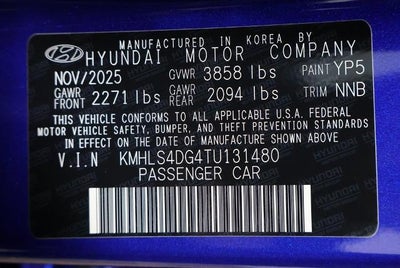 MANUFACTURED IN KOREA BY
HYUNDAI MOTOR COMPANY
NOV/2025 GVWR 3858 lbs PAINT YP5
GAWR FRONT 2271 lbs GAWR REAR 2094 lbs TRIM NNB
THIS VEHICLE CONFORMS TO ALL APPLICABLE U.S.A. FEDERAL
MOTOR VEHICLE SAFETY, BUMPER, AND THEFT PREVENTION STANDARDS
IN EFFECT ON THE DATE OF MANUFACTURE SHOWN ABOVE.
V.I.N KMHLS4DG4TU131480
PASSENGER CAR